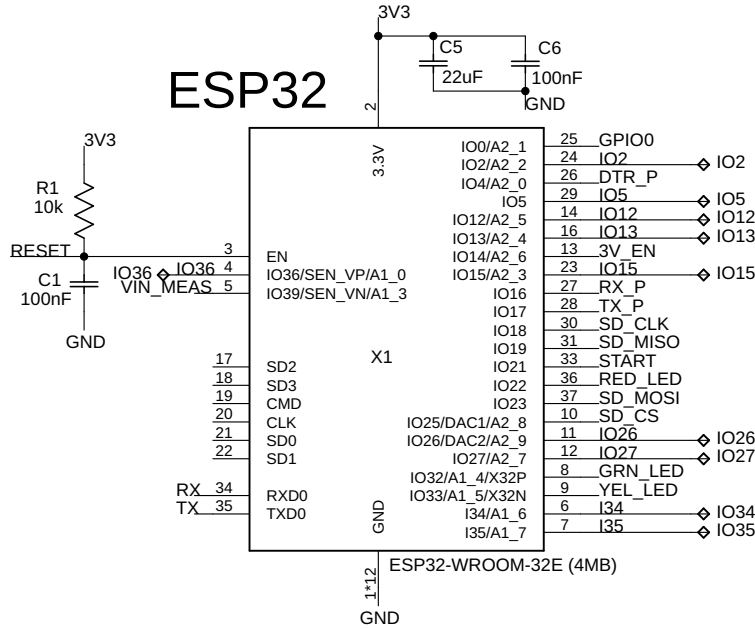 3V3
C5
22uF
C6
100nF
GND
ESP32
2
3.3V
3V3
R1
10k
RESET
C1
100nF
GND
3 EN
IO36 IO36 4 IO36/SEN_VP/A1_0
VIN_MEAS 5 IO39/SEN_VN/A1_3
X1
17 SD2
18 SD3
19 CMD
20 CLK
21 SD0
22 SD1
RX 34 RXD0
TX 35 TXD0
IO0/A2_1 25 GPIO0
IO2/A2_2 24 IO2 IO2
IO4/A2_0 26 DTR_P
IO5 29 IO5 IO5
IO12/A2_5 14 IO12 IO12
IO13/A2_4 16 IO13 IO13
IO14/A2_6 13 3V_EN
IO15/A2_3 23 IO15 IO15
IO16 27 RX_P
IO17 28 TX_P
IO18 30 SD_CLK
IO19 31 SD_MISO
IO21 33 START
IO22 36 RED_LED
IO23 37 SD_MOSI
IO25/DAC1/A2_8 10 SD_CS
IO26/DAC2/A2_9 11 IO26 IO26
IO27/A2_7 12 IO27 IO27
IO32/A1_4/X32P 8 GRN_LED
IO33/A1_5/X32N 9 YEL_LED
I34/A1_6 6 I34 IO34
I35/A1_7 7 I35 IO35
GND
1*12
ESP32-WROOM-32E (4MB)
GND